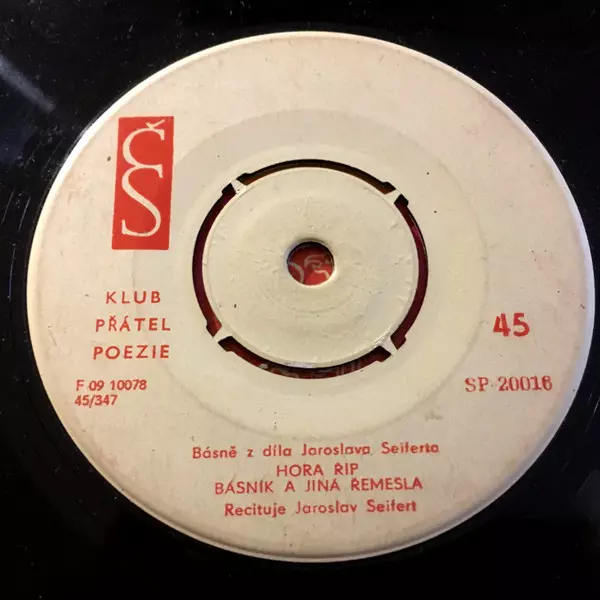 ČS
KLUB
PŘÁTEL
POEZIE
F 09 10078
45/347
45
SP-20016
Básně z díla Jaroslava Seiferta
HORA ŘÍP
BÁSNÍK A JINÁ ŘEMESLA
Recituje Jaroslav Seifert